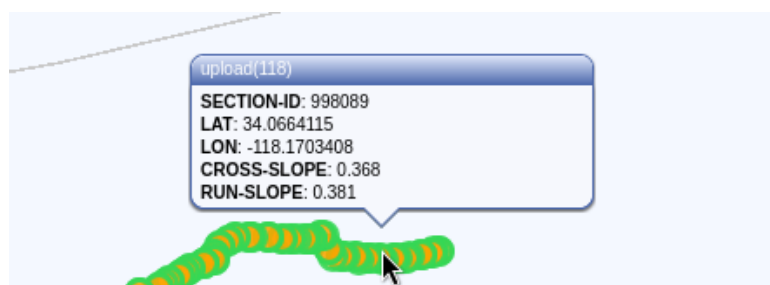 upload(118)
SECTION-ID: 998089
LAT: 34.0664115
LON: -118.1703408
CROSS-SLOPE: 0.368
RUN-SLOPE: 0.381